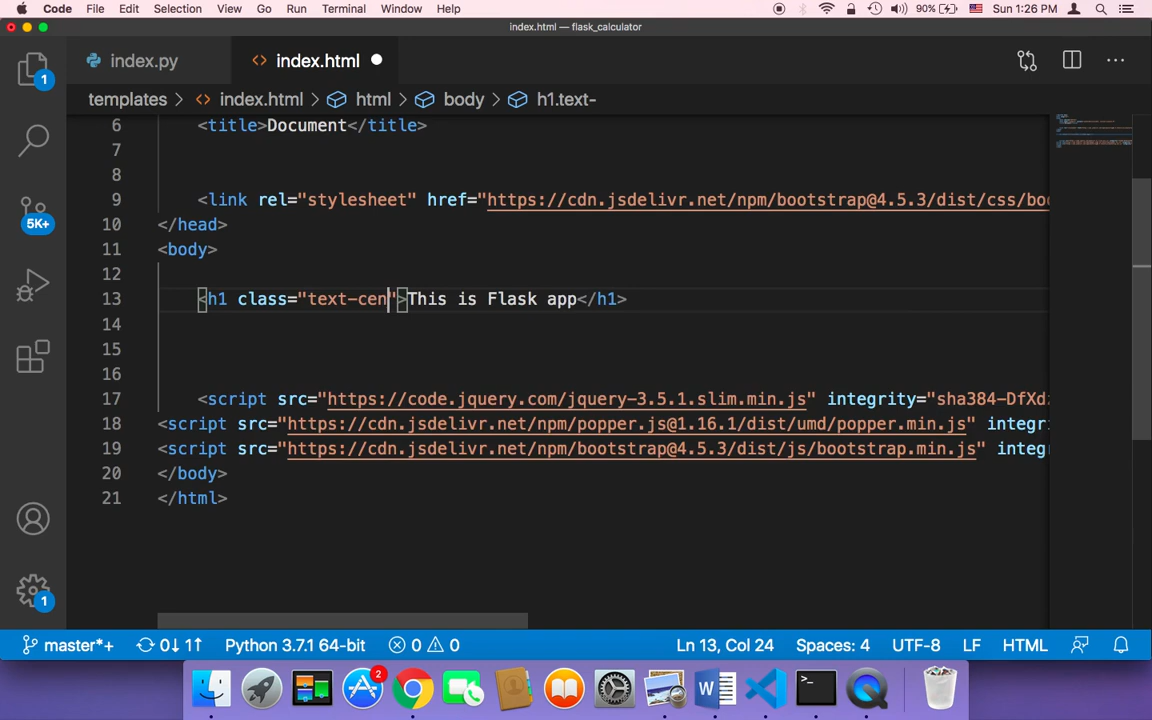 Code File Edit Selection View Go Run Terminal Window Help 90% Sun 1:26 PM
index.html — flask_calculator
index.py index.html
templates > index.html > html > body > h1.text-
1
5K+
1
6 <title>Document</title>
7
8
9 <link rel="stylesheet" href="https://cdn.jsdelivr.net/npm/bootstrap@4.5.3/dist/css/boo
10 </head>
11 <body>
12
13 <h1 class="text-cen">This is Flask app</h1>
14
15
16
17 <script src="https://code.jquery.com/jquery-3.5.1.slim.min.js" integrity="sha384-DfXdz
18 <script src="https://cdn.jsdelivr.net/npm/popper.js@1.16.1/dist/umd/popper.min.js" integri
19 <script src="https://cdn.jsdelivr.net/npm/bootstrap@4.5.3/dist/js/bootstrap.min.js" integ
20 </body>
21 </html>
master*+ 0↓ 1↑ Python 3.7.1 64-bit 0 0 Ln 13, Col 24 Spaces: 4 UTF-8 LF HTML
2
W
>_